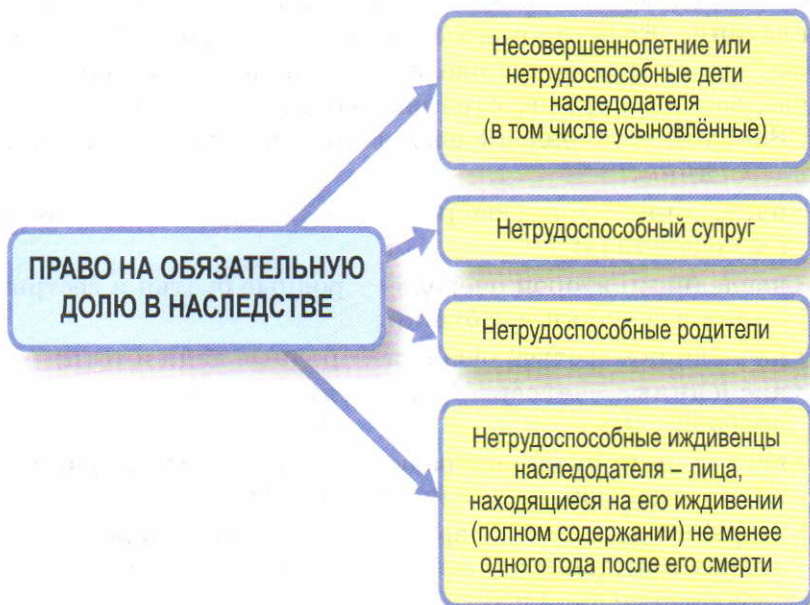 Несовершеннолетние или
нетрудоспособные дети
наследодателя
(в том числе усыновлённые)
ПРАВО НА ОБЯЗАТЕЛЬНУЮ
ДОЛЮ В НАСЛЕДСТВЕ
Нетрудоспособный супруг
Нетрудоспособные родители
Нетрудоспособные иждивенцы
наследодателя – лица,
находящиеся на его иждивении
(полном содержании) не менее
одного года после его смерти